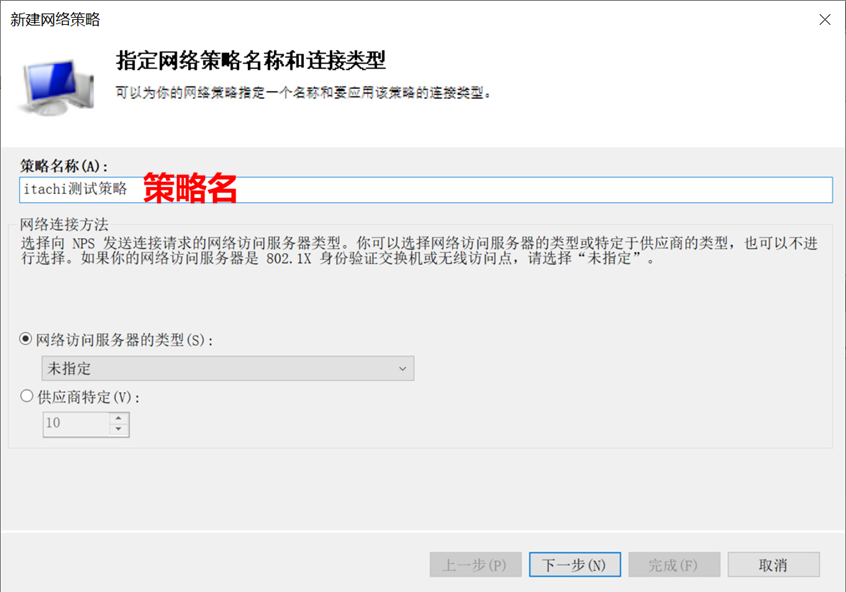 新建网络策略
指定网络策略名称和连接类型
可以为你的网络策略指定一个名称和要应用该策略的连接类型。
策略名称(A):
itachi测试策略 策略名
网络连接方法
选择向 NPS 发送连接请求的网络访问服务器类型。你可以选择网络访问服务器的类型或特定于供应商的类型，也可以不进
行选择。如果你的网络访问服务器是 802.1X 身份验证交换机或无线访问点，请选择“未指定”。
网络访问服务器的类型(S):
未指定
供应商特定(V):
10
上一步(P) 下一步(N) 完成(F) 取消